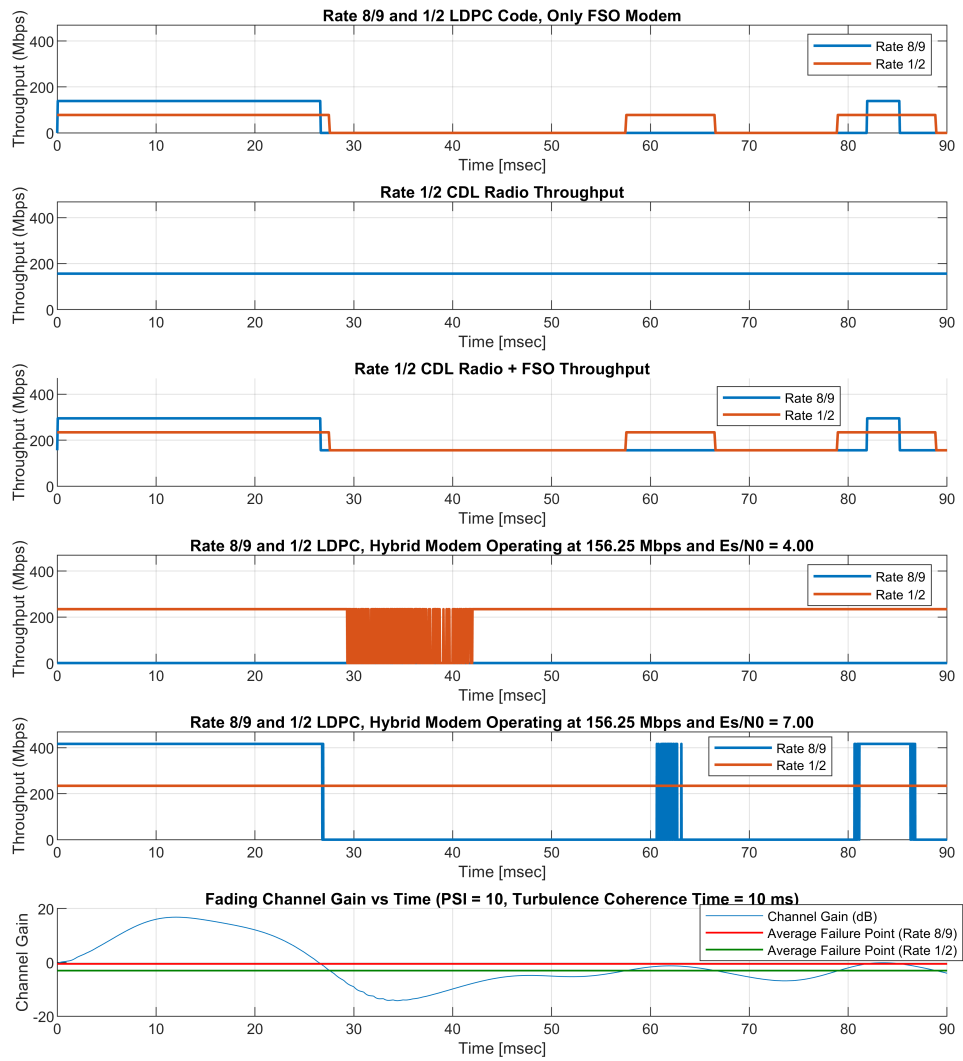 Rate 8/9 and 1/2 LDPC Code, Only FSO Modem
Throughput (Mbps)
400
200
0
Rate 8/9
Rate 1/2
0 10 20 30 40 50 60 70 80 90
Time [msec]
Rate 1/2 CDL Radio Throughput
Throughput (Mbps)
400
200
0
0 10 20 30 40 50 60 70 80 90
Time [msec]
Rate 1/2 CDL Radio + FSO Throughput
Throughput (Mbps)
400
200
0
Rate 8/9
Rate 1/2
0 10 20 30 40 50 60 70 80 90
Time [msec]
Rate 8/9 and 1/2 LDPC, Hybrid Modem Operating at 156.25 Mbps and Es/N0 = 4.00
Throughput (Mbps)
400
200
0
Rate 8/9
Rate 1/2
0 10 20 30 40 50 60 70 80 90
Time [msec]
Rate 8/9 and 1/2 LDPC, Hybrid Modem Operating at 156.25 Mbps and Es/N0 = 7.00
Throughput (Mbps)
400
200
0
Rate 8/9
Rate 1/2
0 10 20 30 40 50 60 70 80 90
Time [msec]
Fading Channel Gain vs Time (PSI = 10, Turbulence Coherence Time = 10 ms)
Channel Gain
20
0
-20
Channel Gain (dB)
Average Failure Point (Rate 8/9)
Average Failure Point (Rate 1/2)
0 10 20 30 40 50 60 70 80 90
Time [msec]